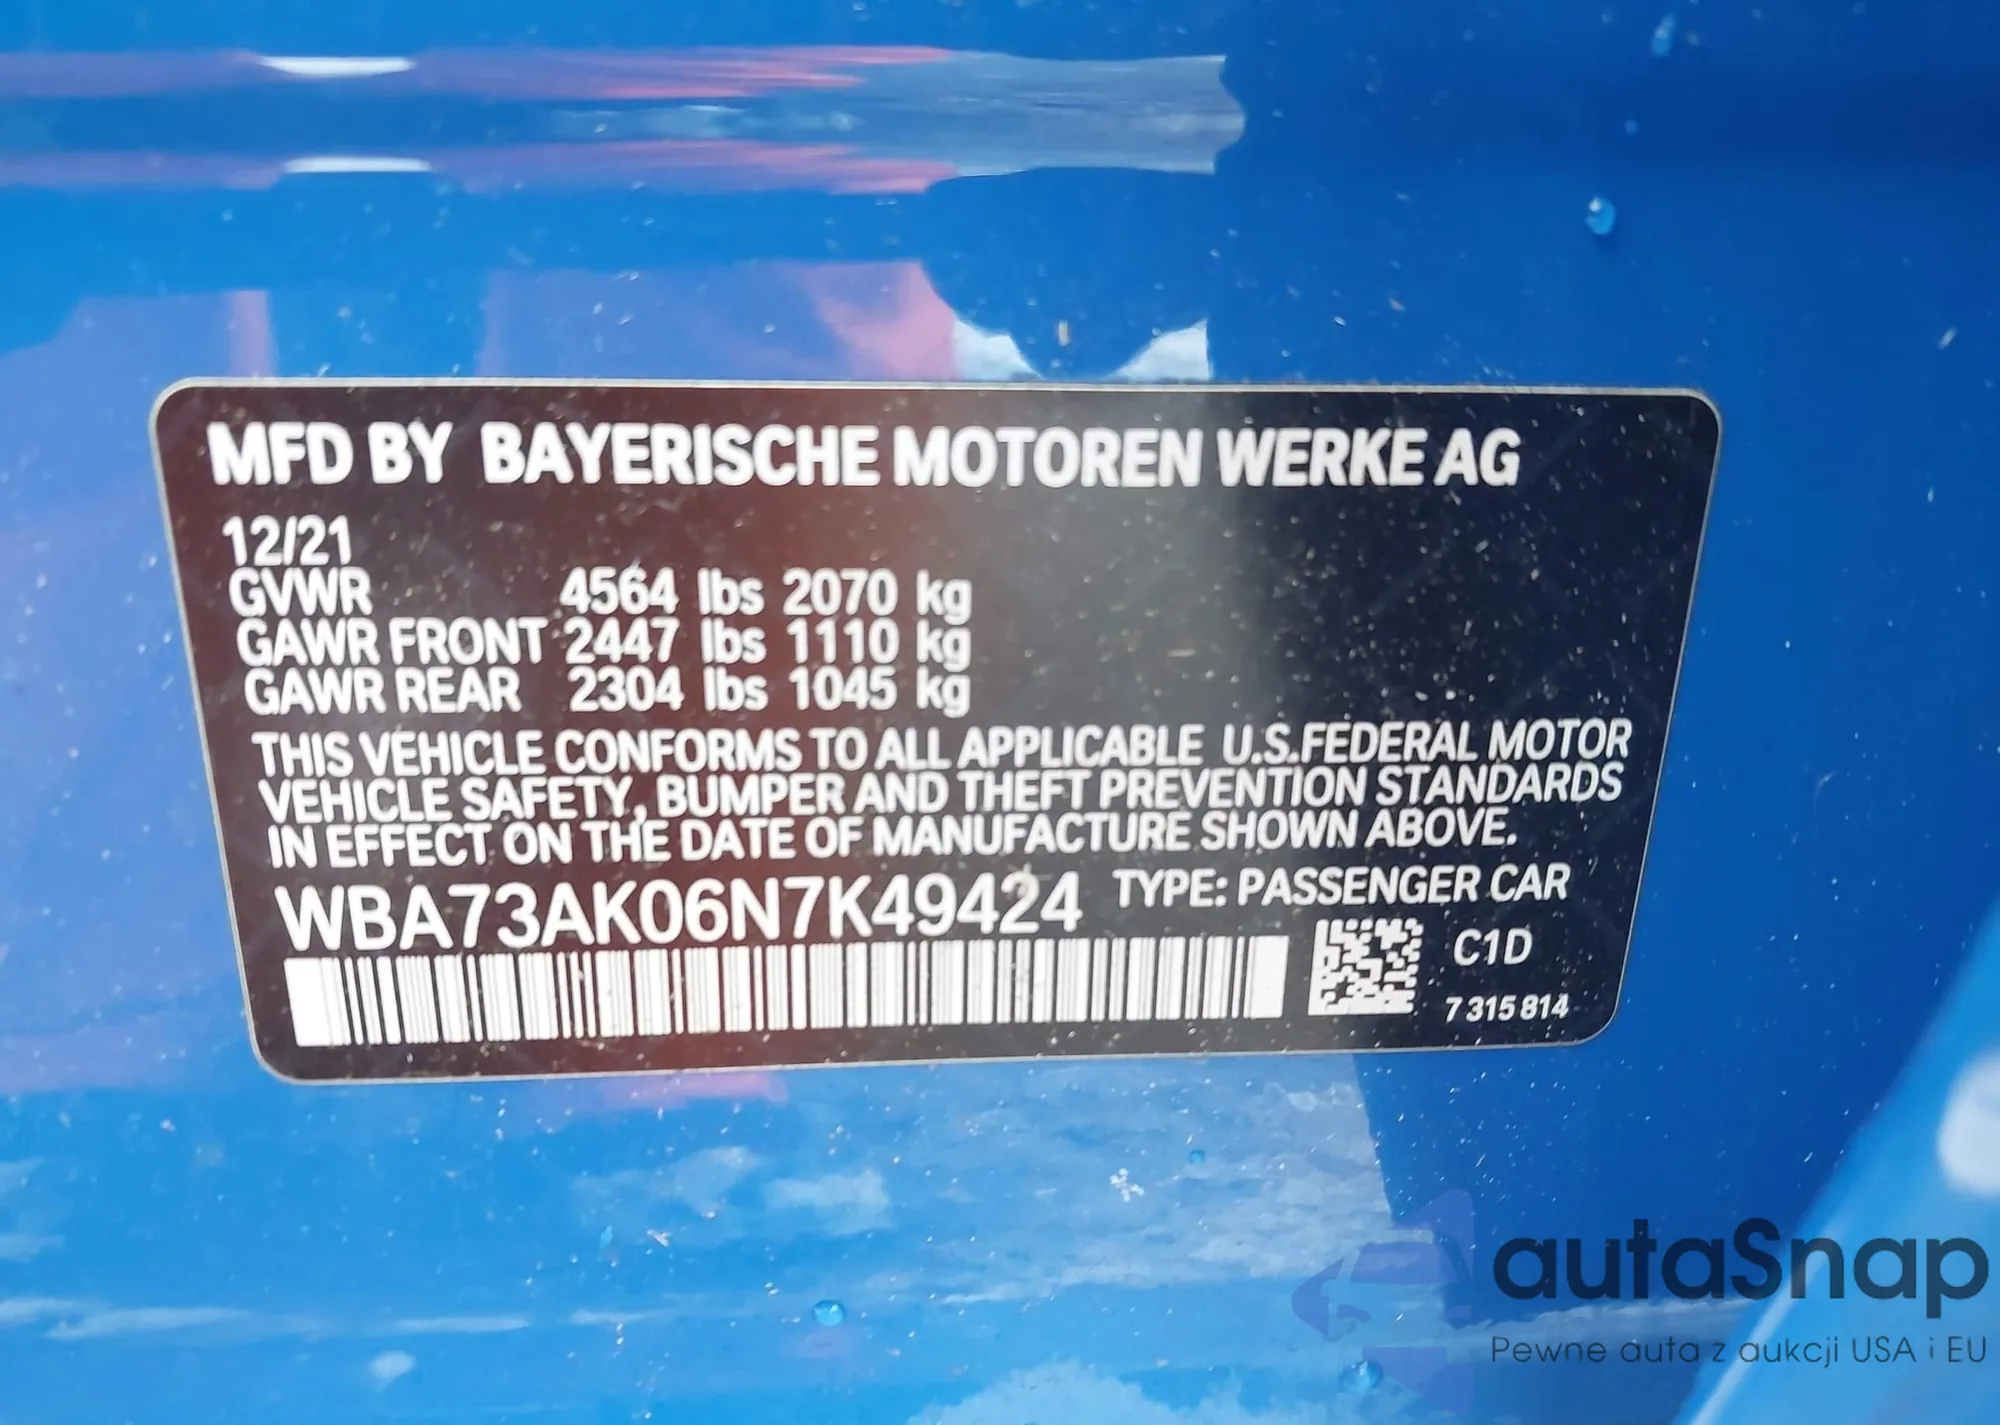 MFD BY BAYERISCHE MOTOREN WERKE AG
12/21
GVWR 4564 lbs 2070 kg
GAWR FRONT 2447 lbs 1110 kg
GAWR REAR 2304 lbs 1045 kg
THIS VEHICLE CONFORMS TO ALL APPLICABLE U.S.FEDERAL MOTOR
VEHICLE SAFETY, BUMPER AND THEFT PREVENTION STANDARDS
IN EFFECT ON THE DATE OF MANUFACTURE SHOWN ABOVE.
WBA73AK06N7K49424 TYPE: PASSENGER CAR
C1D
7 315 814
autaSnap
Pewne auta z aukcji USA i EU